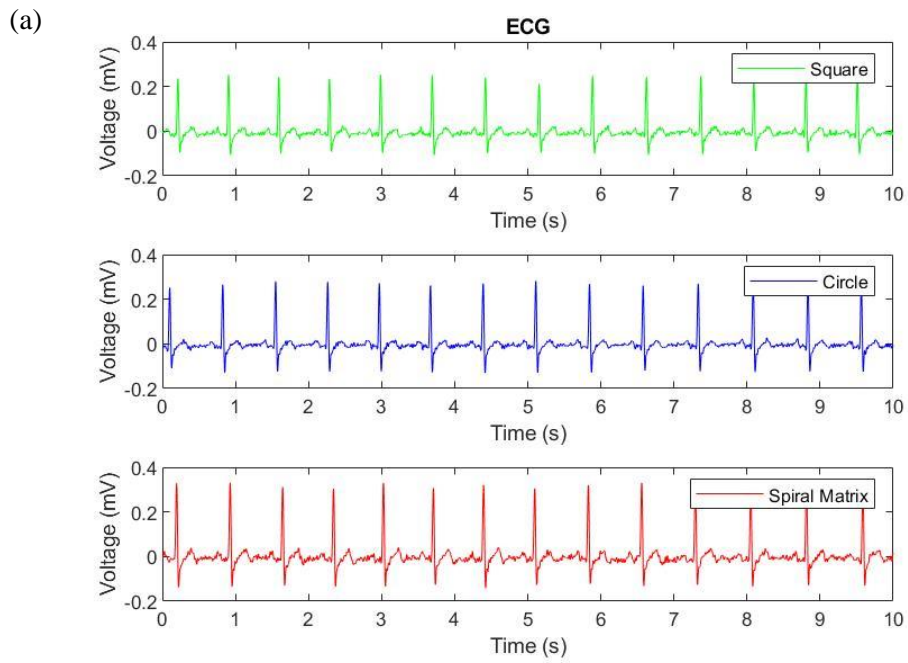 (a)
ECG
Voltage (mV)
0.4
0.2
0
-0.2
Square
0 1 2 3 4 5 6 7 8 9 10
Time (s)
Voltage (mV)
0.4
0.2
0
-0.2
Circle
0 1 2 3 4 5 6 7 8 9 10
Time (s)
Voltage (mV)
0.4
0.2
0
-0.2
Spiral Matrix
0 1 2 3 4 5 6 7 8 9 10
Time (s)